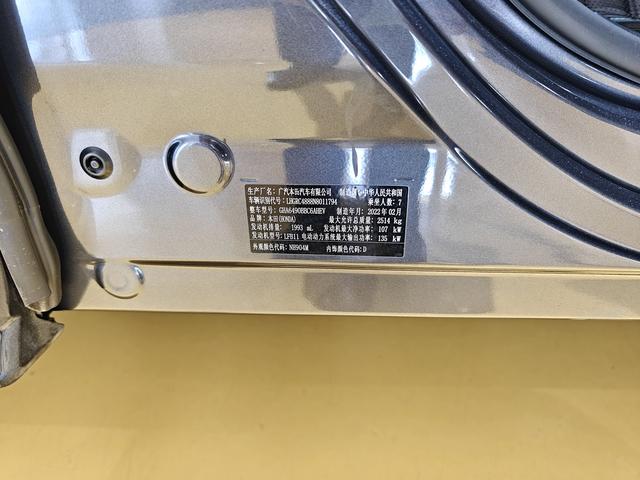 生产厂名：广汽本田汽车有限公司 制造国：中华人民共和国
车辆识别代号：LHGRC4888N8011794 乘坐人数：7
整车型号：GHA6490BBC6AHEV 制造年月：2022年02月
品牌：本田(HONDA) 最大允许总质量：2514 kg
发动机排量：1993 mL 发动机最大净功率：107 kW
发动机型号：LFB11 电动动力系统最大输出功率：135 kW
外观颜色代码：NH904M 内饰颜色代码：D